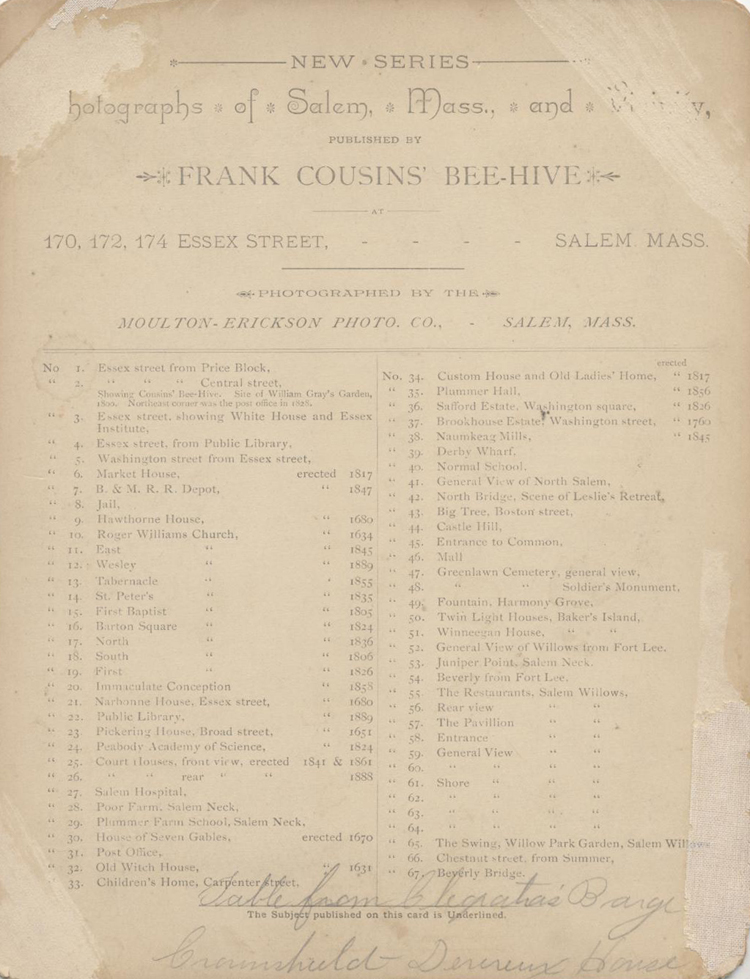 NEW SERIES
hotographs of Salem, Mass., and
PUBLISHED BY
FRANK COUSINS' BEE-HIVE
AT
170, 172, 174 ESSEX STREET, - - - - SALEM MASS.
PHOTOGRAPHED BY THE
MOULTON-ERICKSON PHOTO. CO., - SALEM, MASS.
No 1. Essex street from Price Block,
“ 2. “ “ “ Central street,
Showing Cousins' Bee-Hive. Site of William Gray's Garden,
1800. Northeast corner was the post office in 1828.
“ 3. Essex street, showing White House and Essex
Institute,
“ 4. Essex street, from Public Library,
“ 5. Washington street from Essex street,
“ 6. Market House, erected 1817
“ 7. B. & M. R. R. Depot, “ 1847
“ 8. Jail,
“ 9. Hawthorne House, “ 1680
“ 10. Roger Williams Church, “ 1634
“ 11. East “ “ 1845
“ 12. Wesley “ “ 1889
“ 13. Tabernacle “ “ 1855
“ 14. St. Peter's “ “ 1835
“ 15. First Baptist “ “ 1805
“ 16. Barton Square “ “ 1824
“ 17. North “ “ 1836
“ 18. South “ “ 1806
“ 19. First “ “ 1826
“ 20. Immaculate Conception “ 1858
“ 21. Narbonne House, Essex street, “ 1680
“ 22. Public Library, “ 1889
“ 23. Pickering House, Broad street, “ 1651
“ 24. Peabody Academy of Science, “ 1824
“ 25. Court Houses, front view, erected 1841 & 1861
“ 26. “ “ rear “ “ 1888
“ 27. Salem Hospital,
“ 28. Poor Farm, Salem Neck,
“ 29. Plummer Farm School, Salem Neck,
“ 30. House of Seven Gables, erected 1670
“ 31. Post Office,
“ 32. Old Witch House, “ 1631
33. Children's Home, Carpenter street,
erected
No. 34. Custom House and Old Ladies' Home, “ 1817
“ 35. Plummer Hall, “ 1856
“ 36. Safford Estate, Washington square, “ 1826
“ 37. Brookhouse Estate, Washington street, “ 1760
“ 38. Naumkeag Mills, “ 1845
“ 39. Derby Wharf,
“ 40. Normal School,
“ 41. General View of North Salem,
“ 42. North Bridge, Scene of Leslie's Retreat,
“ 43. Big Tree, Boston street,
“ 44. Castle Hill,
“ 45. Entrance to Common,
“ 46. Mall
“ 47. Greenlawn Cemetery, general view,
“ 48. “ “ Soldier's Monument,
“ 49. Fountain, Harmony Grove,
“ 50. Twin Light Houses, Baker's Island,
“ 51. Winneegan House, “ “
“ 52. General View of Willows from Fort Lee.
“ 53. Juniper Point, Salem Neck.
“ 54. Beverly from Fort Lee.
“ 55. The Restaurants, Salem Willows,
“ 56. Rear view “ “
“ 57. The Pavillion “ “
“ 58. Entrance “ “
“ 59. General View “ “
“ 60. “ “ “ “
“ 61. Shore “ “ “
“ 62. “ “ “ “
“ 63. “ “ “ “
“ 64. “ “ “ “
“ 65. The Swing, Willow Park Garden, Salem Willows
“ 66. Chestnut street, from Summer,
“ 67. Beverly Bridge.
Table from Cleopatra's Barge
The Subject published on this card is Underlined.
Crowninshield Devereux House